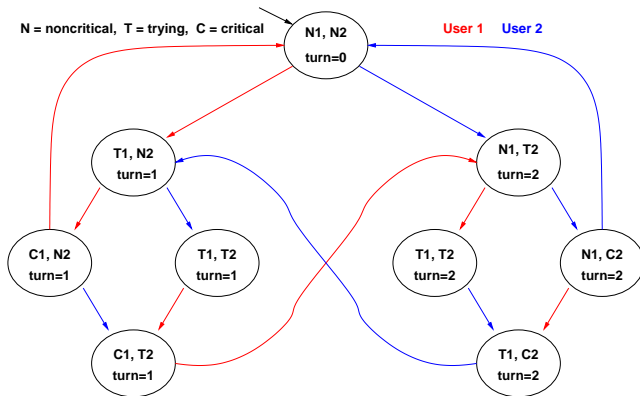 N = noncritical, T = trying, C = critical
User 1 User 2
N1, N2
turn=0
T1, N2
turn=1
N1, T2
turn=2
C1, N2
turn=1
T1, T2
turn=1
T1, T2
turn=2
N1, C2
turn=2
C1, T2
turn=1
T1, C2
turn=2